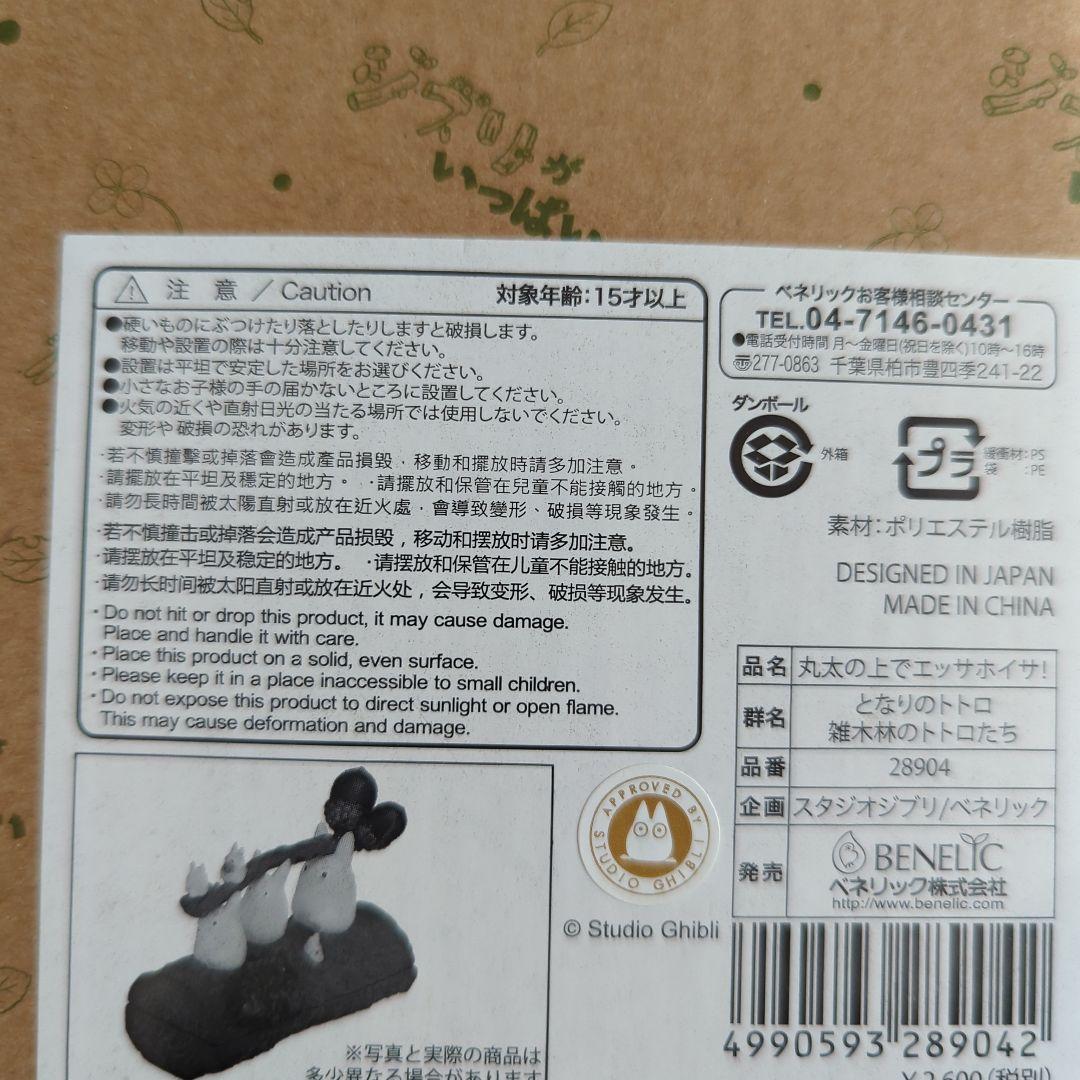 ジブリが
いっぱい
ジ
⚠ 注 意 / Caution 対象年齢:15才以上
●硬いものにぶつけたり落としたりしますと破損します。
移動や設置の際は十分注意してください。
●設置は平坦で安定した場所をお選びください。
●小さなお子様の手の届かないところに設置してください。
●火気の近くや直射日光の当たる場所では使用しないでください。
変形や破損の恐れがあります。
·若不慎撞擊或掉落會造成產品損毀，移動和擺放時請多加注意。
·請擺放在平坦及穩定的地方。 ·請擺放和保管在兒童不能接觸的地方。
·請勿長時間被太陽直射或放在近火處，會導致變形、破損等現象發生。
·若不慎撞击或掉落会造成产品损毁，移动和摆放时请多加注意。
·请摆放在平坦及稳定的地方。 ·请摆放和保管在儿童不能接触的地方。
·请勿长时间被太阳直射或放在近火处，会导致变形、破损等现象发生。
·Do not hit or drop this product, it may cause damage.
Place and handle it with care.
·Place this product on a solid, even surface.
·Please keep it in a place inaccessible to small children.
·Do not expose this product to direct sunlight or open flame.
This may cause deformation and damage.
※写真と実際の商品は
多少異なる場合があります
APPROVED BY
STUDIO GHIBLI
© Studio Ghibli
ベネリックお客様相談センター
TEL.04-7146-0431
●電話受付時間 月～金曜日(祝日を除く)10時～16時
〠277-0863 千葉県柏市豊四季241-22
ダンボール
外箱
プラ
緩衝材:PS
袋 :PE
素材:ポリエステル樹脂
DESIGNED IN JAPAN
MADE IN CHINA
品名 丸太の上でエッサホイサ!
群名 となりのトトロ
雑木林のトトロたち
品番 28904
企画 スタジオジブリ/ベネリック
発売 BENELIC
ベネリック株式会社
http://www.benelic.com
4990593 289042
¥2,600(税別)